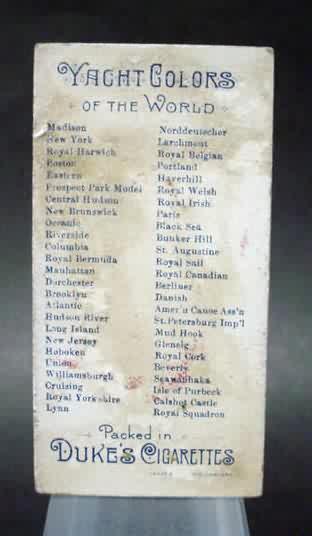 YACHT COLORS
OF THE WORLD
Madison
New York
Royal Harwich
Boston
Eastern
Prospect Park Model
Central Hudson
New Brunswick
Oceanic
Riverside
Columbia
Royal Bermuda
Manhattan
Dorchester
Brooklyn
Atlantic
Hudson River
Long Island
New Jersey
Hoboken
Union
Williamsburgh
Cruising
Royal Yorkshire
Lynn
Norddeutscher
Larchmont
Royal Belgian
Portland
Haverhill
Royal Welsh
Royal Irish
Paris
Black Sea
Bunker Hill
St. Augustine
Royal Sail
Royal Canadian
Berliner
Danish
Amer'n Canoe Ass'n
St.Petersburg Imp'l
Mud Hook
Glenelg
Royal Cork
Beverly
Seawanhaka
Isle of Purbeck
Calshot Castle
Royal Squadron
Packed in
DUKE'S CIGARETTES